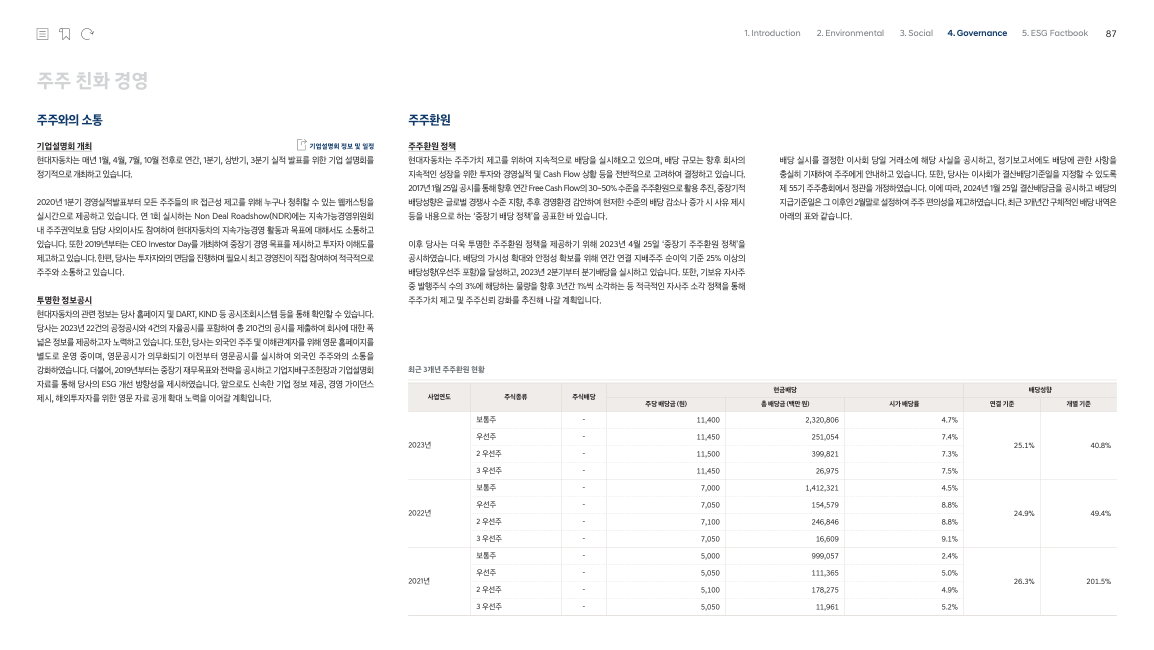 1. Introduction 2. Environmental 3. Social 4. Governance 5. ESG Factbook 87
주주 친화 경영
주주와의 소통
기업설명회 개최
기업설명회 정보 및 일정
현대자동차는 매년 1월, 4월, 7월, 10월 전후로 연간, 1분기, 상반기, 3분기 실적 발표를 위한 기업 설명회를
정기적으로 개최하고 있습니다.
2020년 1분기 경영실적발표부터 모든 주주들의 IR 접근성 제고를 위해 누구나 청취할 수 있는 웹캐스팅을
실시간으로 제공하고 있습니다. 연 1회 실시하는 Non Deal Roadshow(NDR)에는 지속가능경영위원회
내 주주권익보호 담당 사외이사도 참여하여 현대자동차의 지속가능경영 활동과 목표에 대해서도 소통하고
있습니다. 또한 2019년부터는 CEO Investor Day를 개최하여 중장기 경영 목표를 제시하고 투자자 이해도를
제고하고 있습니다. 한편, 당사는 투자자와의 면담을 진행하며 필요시 최고 경영진이 직접 참여하여 적극적으로
주주와 소통하고 있습니다.
투명한 정보공시
현대자동차의 관련 정보는 당사 홈페이지 및 DART, KIND 등 공시조회시스템 등을 통해 확인할 수 있습니다.
당사는 2023년 22건의 공정공시와 4건의 자율공시를 포함하여 총 210건의 공시를 제출하여 회사에 대한 폭
넓은 정보를 제공하고자 노력하고 있습니다. 또한, 당사는 외국인 주주 및 이해관계자를 위해 영문 홈페이지를
별도로 운영 중이며, 영문공시가 의무화되기 이전부터 영문공시를 실시하여 외국인 주주와의 소통을
강화하였습니다. 더불어, 2019년부터는 중장기 재무목표와 전략을 공시하고 기업지배구조헌장과 기업설명회
자료를 통해 당사의 ESG 개선 방향성을 제시하였습니다. 앞으로도 신속한 기업 정보 제공, 경영 가이던스
제시, 해외투자자를 위한 영문 자료 공개 확대 노력을 이어갈 계획입니다.
주주환원
주주환원 정책
현대자동차는 주주가치 제고를 위하여 지속적으로 배당을 실시해오고 있으며, 배당 규모는 향후 회사의
지속적인 성장을 위한 투자와 경영실적 및 Cash Flow 상황 등을 전반적으로 고려하여 결정하고 있습니다.
2017년 1월 25일 공시를 통해 향후 연간 Free Cash Flow의 30~50% 수준을 주주환원으로 활용 추진, 중장기적
배당성향은 글로벌 경쟁사 수준 지향, 추후 경영환경 감안하여 현저한 수준의 배당 감소나 증가 시 사유 제시
등을 내용으로 하는 ‘중장기 배당 정책’을 공표한 바 있습니다.
이후 당사는 더욱 투명한 주주환원 정책을 제공하기 위해 2023년 4월 25일 ‘중장기 주주환원 정책’을
공시하였습니다. 배당의 가시성 확대와 안정성 확보를 위해 연간 연결 지배주주 순이익 기준 25% 이상의
배당성향(우선주 포함)을 달성하고, 2023년 2분기부터 분기배당을 실시하고 있습니다. 또한, 기보유 자사주
중 발행주식 수의 3%에 해당하는 물량을 향후 3년간 1%씩 소각하는 등 적극적인 자사주 소각 정책을 통해
주주가치 제고 및 주주신뢰 강화를 추진해 나갈 계획입니다.
배당 실시를 결정한 이사회 당일 거래소에 해당 사실을 공시하고, 정기보고서에도 배당에 관한 사항을
충실히 기재하여 주주에게 안내하고 있습니다. 또한, 당사는 이사회가 결산배당기준일을 지정할 수 있도록
제 55기 주주총회에서 정관을 개정하였습니다. 이에 따라, 2024년 1월 25일 결산배당금을 공시하고 배당의
지급기준일은 그 이후인 2월말로 설정하여 주주 편의성을 제고하였습니다. 최근 3개년간 구체적인 배당 내역은
아래의 표와 같습니다.
최근 3개년 주주환원 현황
사업연도 주식종류 주식배당 현금배당 배당성향
주당 배당금 (원) 총 배당금 (백만 원) 시가 배당률 연결 기준 개별 기준
2023년 보통주 - 11,400 2,320,806 4.7% 25.1% 40.8%
우선주 - 11,450 251,054 7.4%
2 우선주 - 11,500 399,821 7.3%
3 우선주 - 11,450 26,975 7.5%
2022년 보통주 - 7,000 1,412,321 4.5% 24.9% 49.4%
우선주 - 7,050 154,579 8.8%
2 우선주 - 7,100 246,846 8.8%
3 우선주 - 7,050 16,609 9.1%
2021년 보통주 - 5,000 999,057 2.4% 26.3% 201.5%
우선주 - 5,050 111,365 5.0%
2 우선주 - 5,100 178,275 4.9%
3 우선주 - 5,050 11,961 5.2%